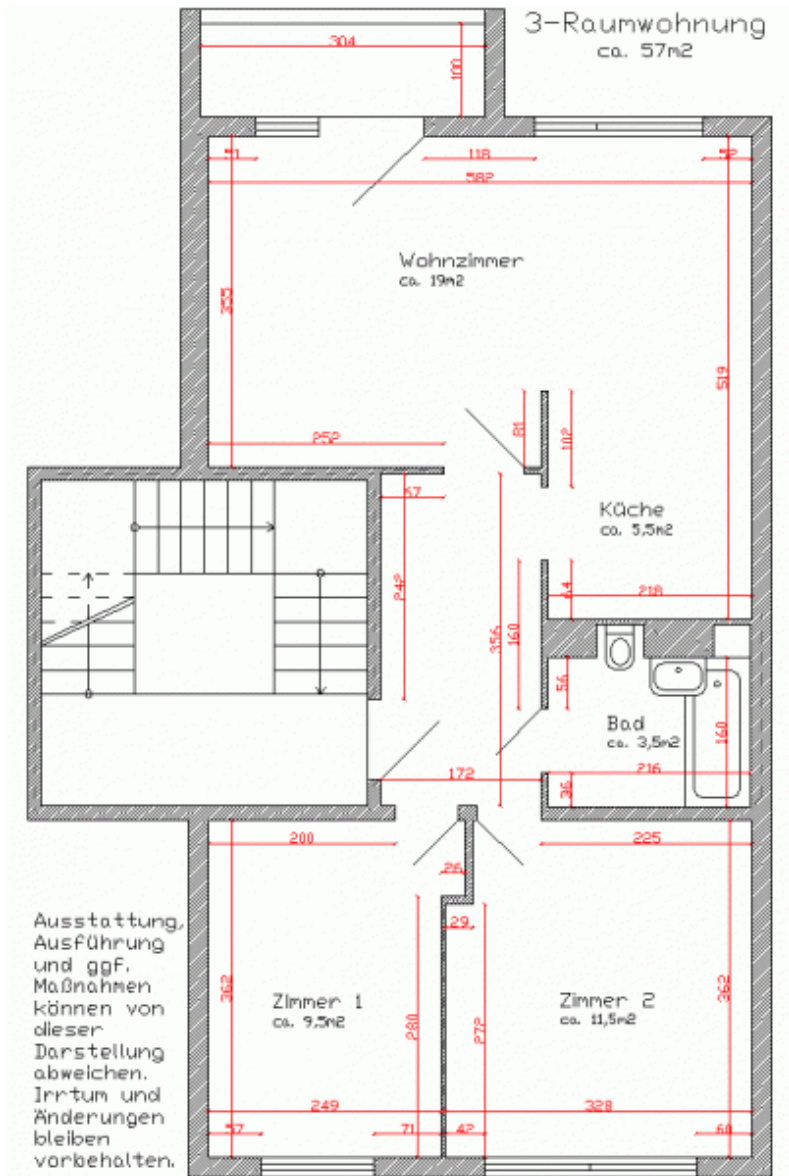 3-Raumwohnung
ca. 57m2
304
100
51
118
52
582
Wohnzimmer
ca. 19m2
355
519
81
102
252
67
Küche
ca. 5,5m2
242
356
160
64
218
56
Bad
ca. 3,5m2
160
172
216
36
200
225
26
29
Ausstattung,
Ausführung
und ggf.
Maßnahmen
können von
dieser
Darstellung
abweichen.
Irrtum und
Änderungen
bleiben
vorbehalten.
362
Zimmer 1
ca. 9,5m2
280
272
Zimmer 2
ca. 11,5m2
362
249
328
57
71
42
60